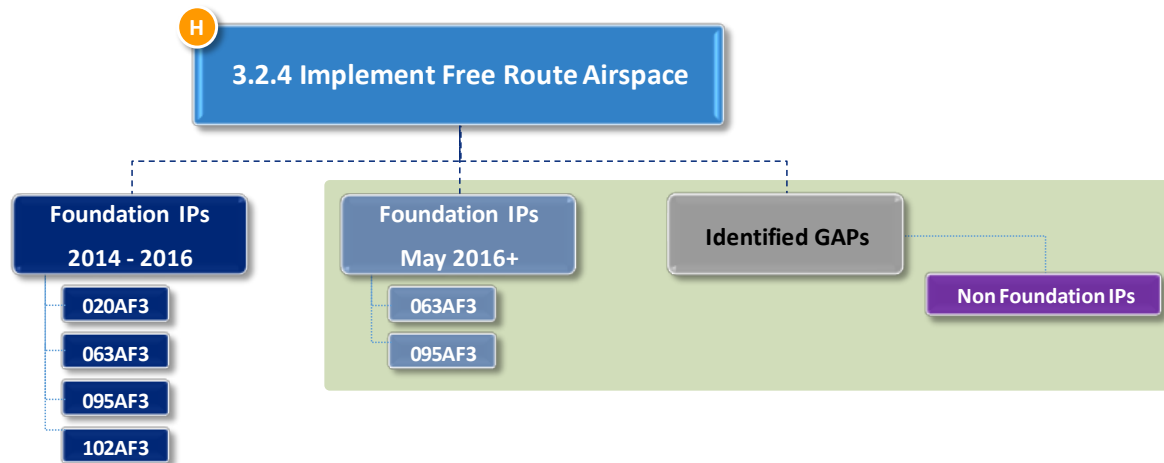 H
3.2.4 Implement Free Route Airspace
Foundation IPs
2014 - 2016
020AF3
063AF3
095AF3
102AF3
Foundation IPs
May 2016+
063AF3
095AF3
Identified GAPs
Non Foundation IPs